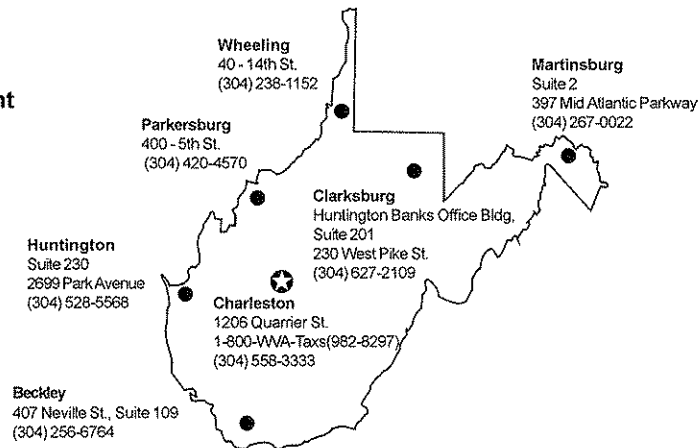 nt
Wheeling
40 - 14th St.
(304) 238-1152
Martinsburg
Suite 2
397 Mid Atlantic Parkway
(304) 267-0022
Parkersburg
400 - 5th St.
(304) 420-4570
Clarksburg
Huntington Banks Office Bldg,
Suite 201
230 West Pike St.
(304) 627-2109
Huntington
Suite 230
2699 Park Avenue
(304) 528-5568
Charleston
1206 Quarrier St.
1-800-WVA-Taxs(982-8297)
(304) 558-3333
Beckley
407 Neville St., Suite 109
(304) 256-6764